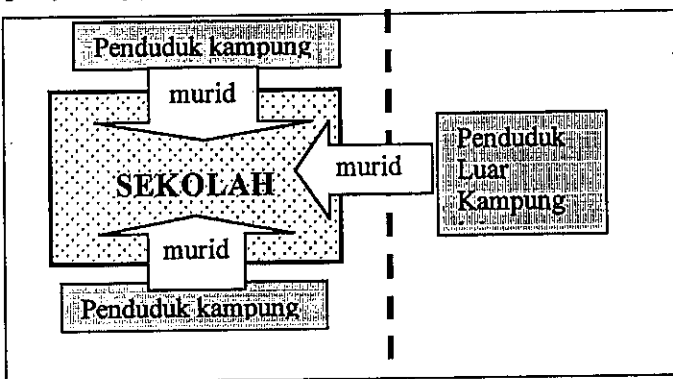 Penduduk kampung
murid
Penduduk
Luar
Kampung
murid
SEKOLAH
murid
Penduduk kampung